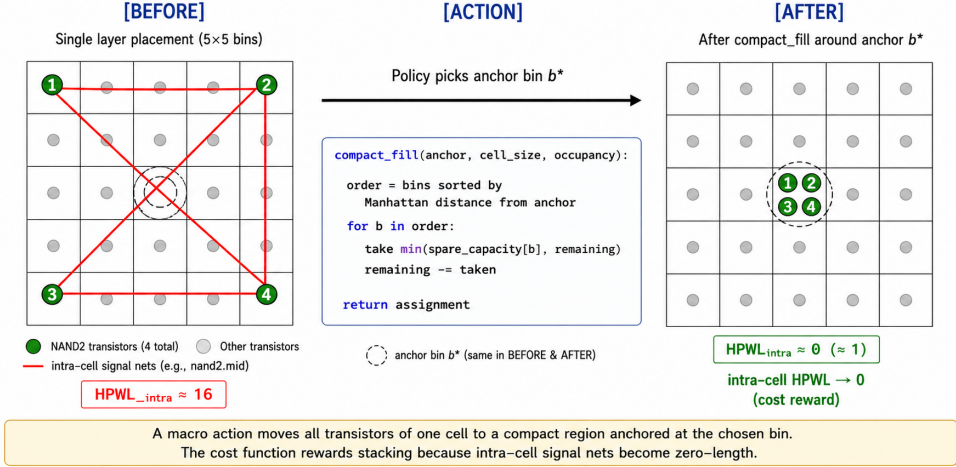 [BEFORE]
Single layer placement (5×5 bins)
1
2
3
4
NAND2 transistors (4 total)
Other transistors
intra-cell signal nets (e.g., nand2.mid)
HPWL_intra ≈ 16
[ACTION]
Policy picks anchor bin b*
compact_fill(anchor, cell_size, occupancy):
order = bins sorted by
Manhattan distance from anchor
for b in order:
take min(spare_capacity[b], remaining)
remaining -= taken
return assignment
anchor bin b* (same in BEFORE & AFTER)
[AFTER]
After compact_fill around anchor b*
1 2
3 4
HPWLintra ≈ 0 (≈ 1)
intra-cell HPWL → 0
(cost reward)
A macro action moves all transistors of one cell to a compact region anchored at the chosen bin.
The cost function rewards stacking because intra-cell signal nets become zero-length.